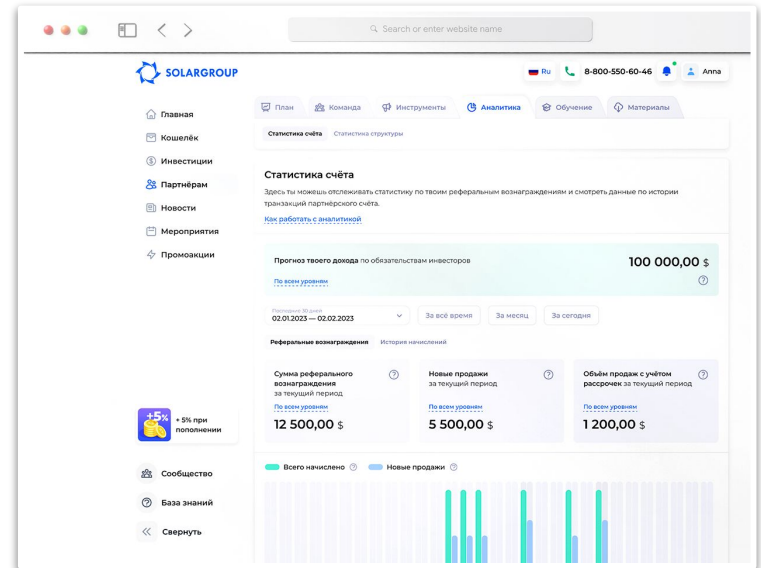 Search or enter website name
SOLARGROUP
Ru
8-800-550-60-46
Anna
План
Команда
Инструменты
Аналитика
Обучение
Материалы
Главная
Кошелёк
Инвестиции
Партнёрам
Новости
Мероприятия
Промоакции
Статистика счёта
Статистика структуры
Статистика счёта
Здесь ты можешь отслеживать статистику по твоим реферальным вознаграждениям и смотреть данные по истории
транзакций партнёрского счёта.
Как работать с аналитикой
Прогноз твоего дохода по обязательствам инвесторов
100 000,00 $
По всем уровням
Последние 30 дней
02.01.2023 — 02.02.2023
За всё время
За месяц
За сегодня
Реферальные вознаграждения
История начислений
Сумма реферального
вознаграждения
за текущий период
По всем уровням
12 500,00 $
Новые продажи
за текущий период
По всем уровням
5 500,00 $
Объём продаж с учётом
рассрочек за текущий период
По всем уровням
1 200,00 $
+5%
+ 5% при
пополнении
Всего начислено
Новые продажи
Сообщество
База знаний
Свернуть